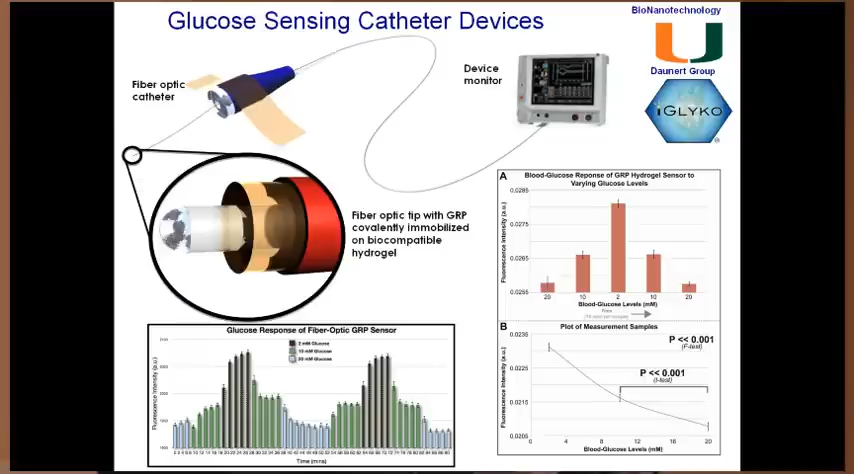 Glucose Sensing Catheter Devices
BioNanotechnology
U
Daunert Group
iGLYKO
®
Fiber optic
catheter
Device
monitor
Fiber optic tip with GRP
covalently immobilized
on biocompatible
hydrogel
A
Blood-Glucose Reponse of GRP Hydrogel Sensor to
Varying Glucose Levels
Fluorescence Intensity (a.u.)
0.0285
0.0275
0.0265
0.0255
20 10 2 10 20
Blood-Glucose Levels (mM)
Time
B
Plot of Measurement Samples
P << 0.001
(F-test)
P << 0.001
(t-test)
Fluorescence Intensity (a.u.)
0.0235
0.0225
0.0215
0.0205
0 4 8 12 16 20
Blood-Glucose Levels (mM)
Glucose Response of Fiber-Optic GRP Sensor
2 mM Glucose
10 mM Glucose
20 mM Glucose
Fluorescence Intensity (a.u.)
Time (mins)